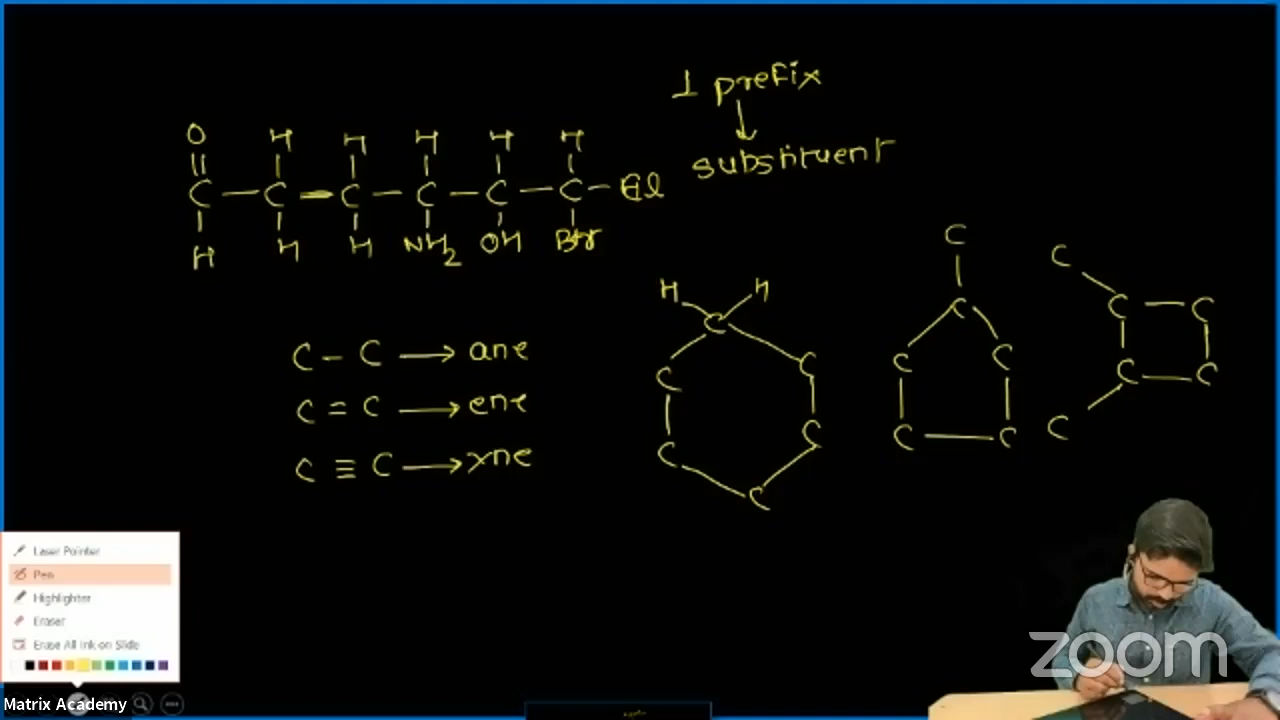 1 prefix
substituent
O H H H H H
C - C - C - C - C - C - Cl
H H H NH2 OH Br
C - C → ane
C = C → ene
C ≡ C → yne
H H
C
C C
C C
C
C
C
C C
C C
C
C C
C C
C
Laser Pointer
Pen
Highlighter
Eraser
Erase All Ink on Slide
Matrix Academy
zoom